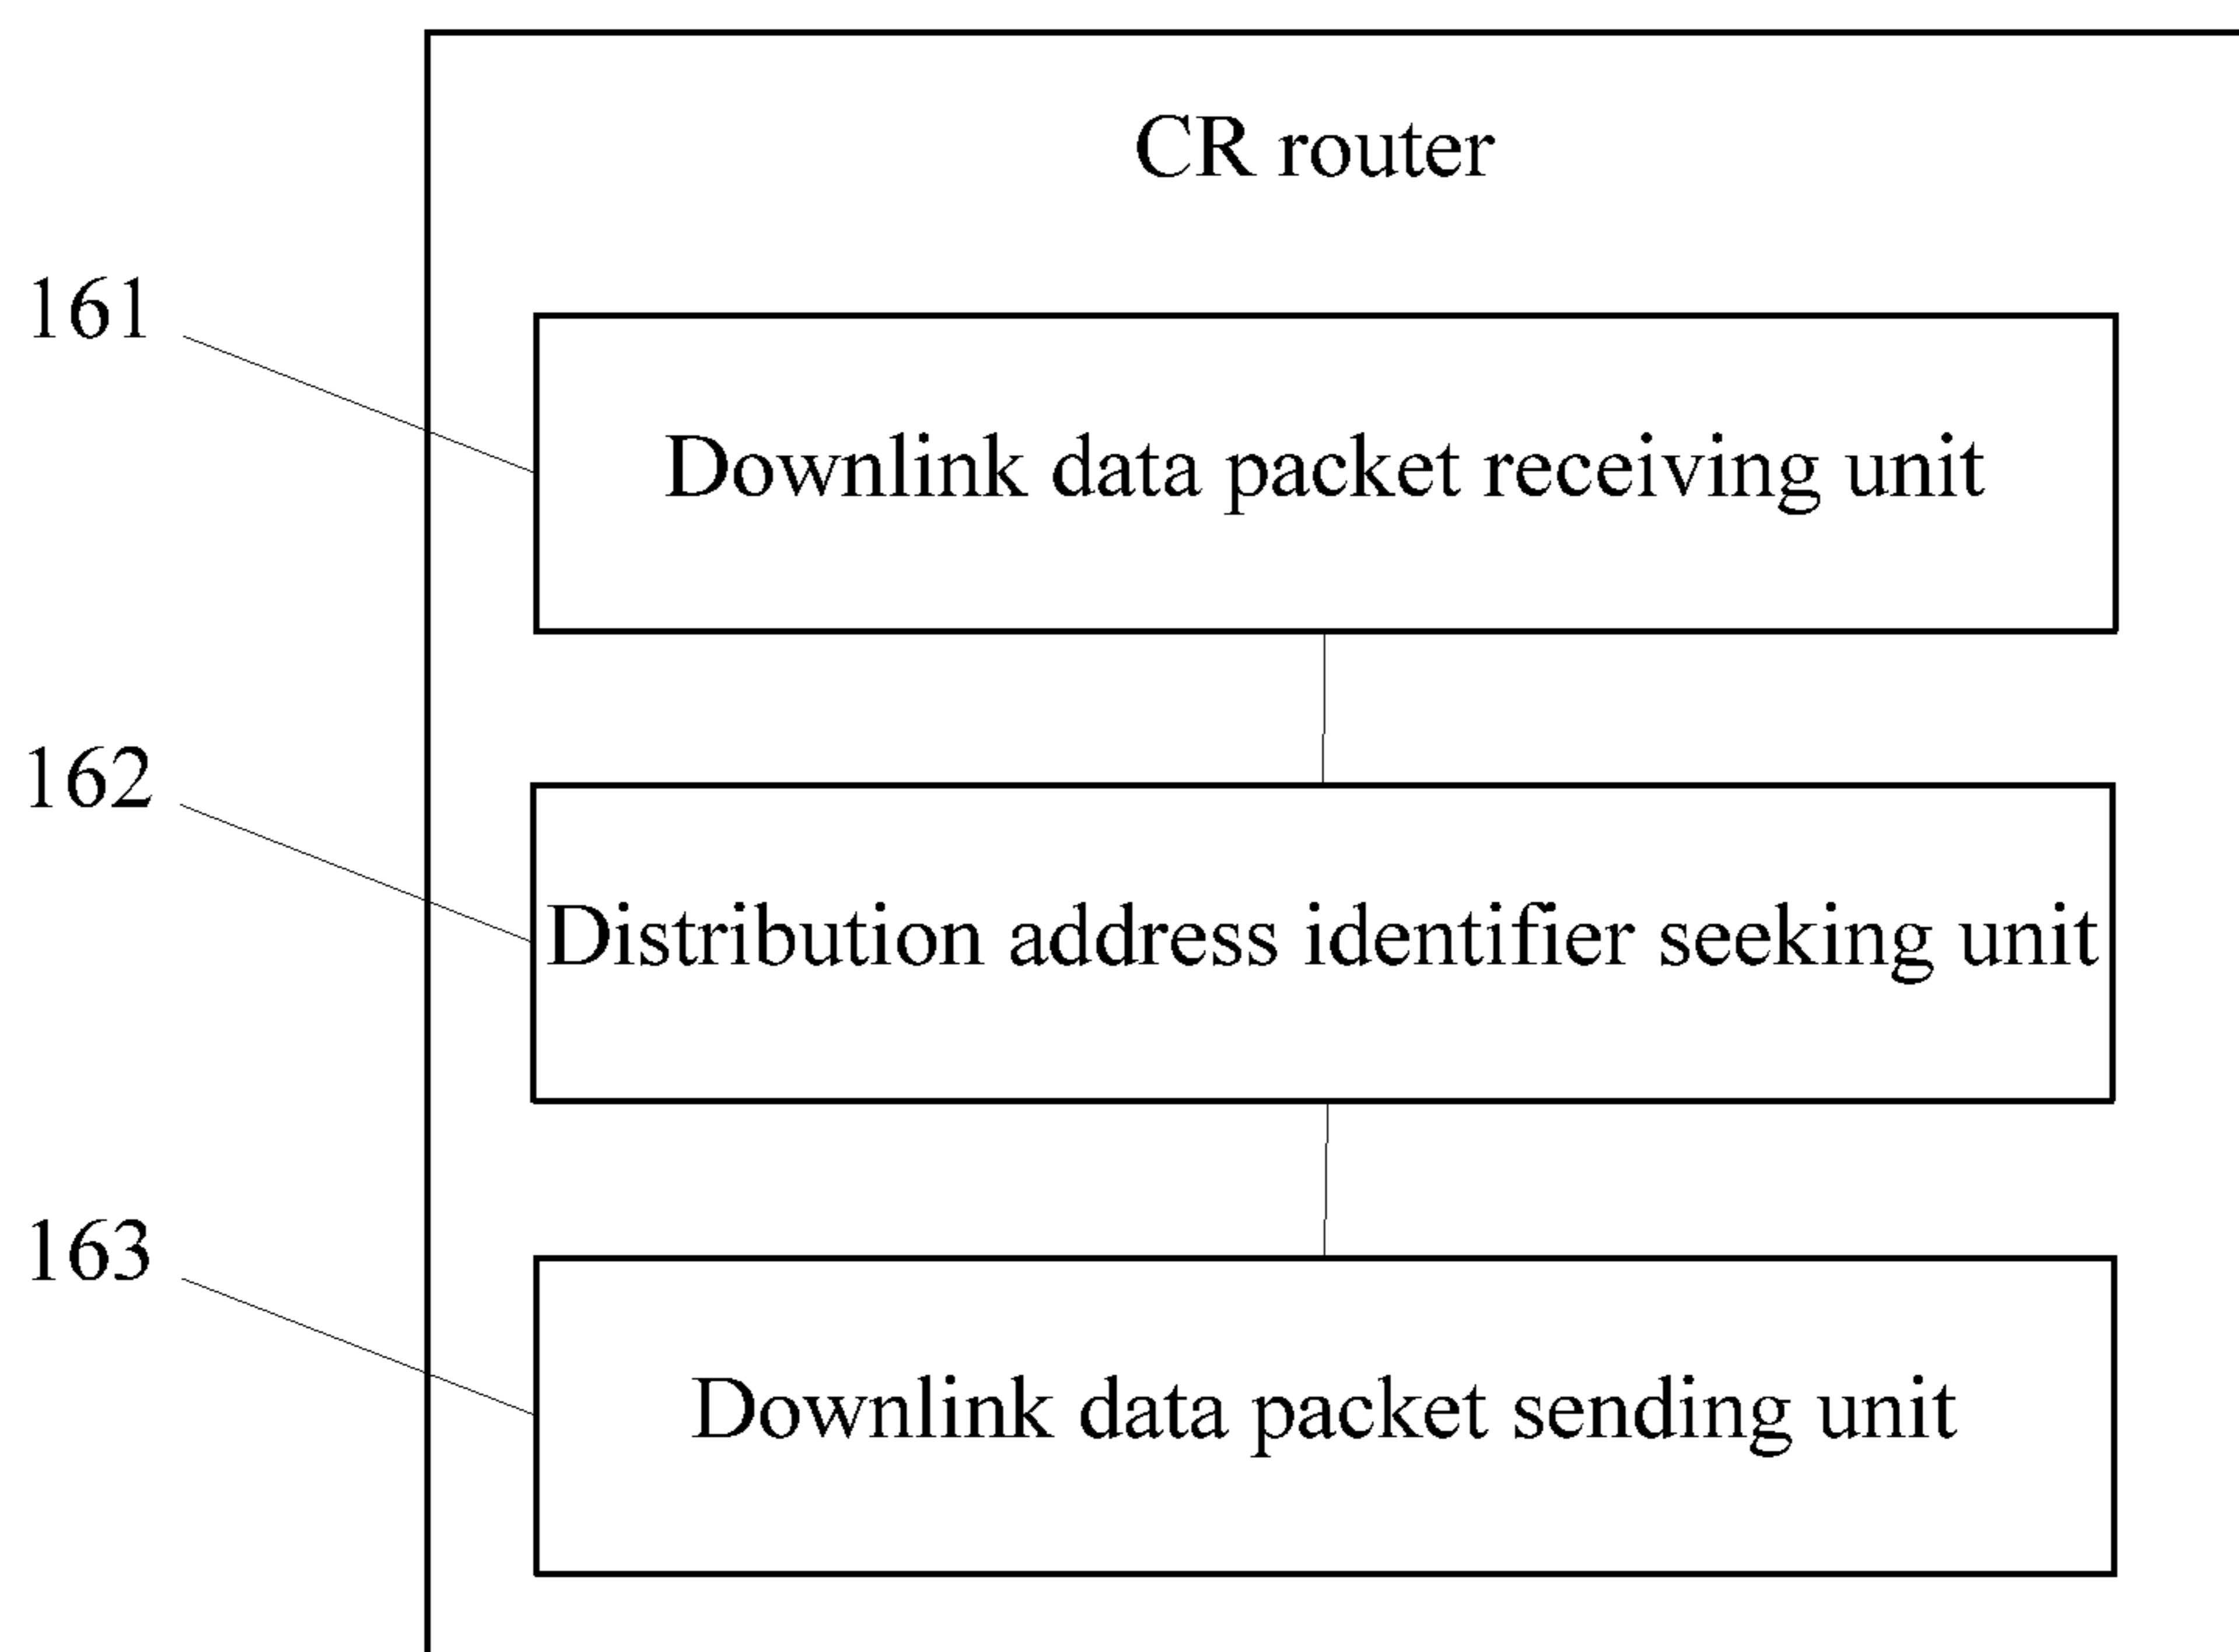 CR router
161
Downlink data packet receiving unit
162
Distribution address identifier seeking unit
163
Downlink data packet sending unit